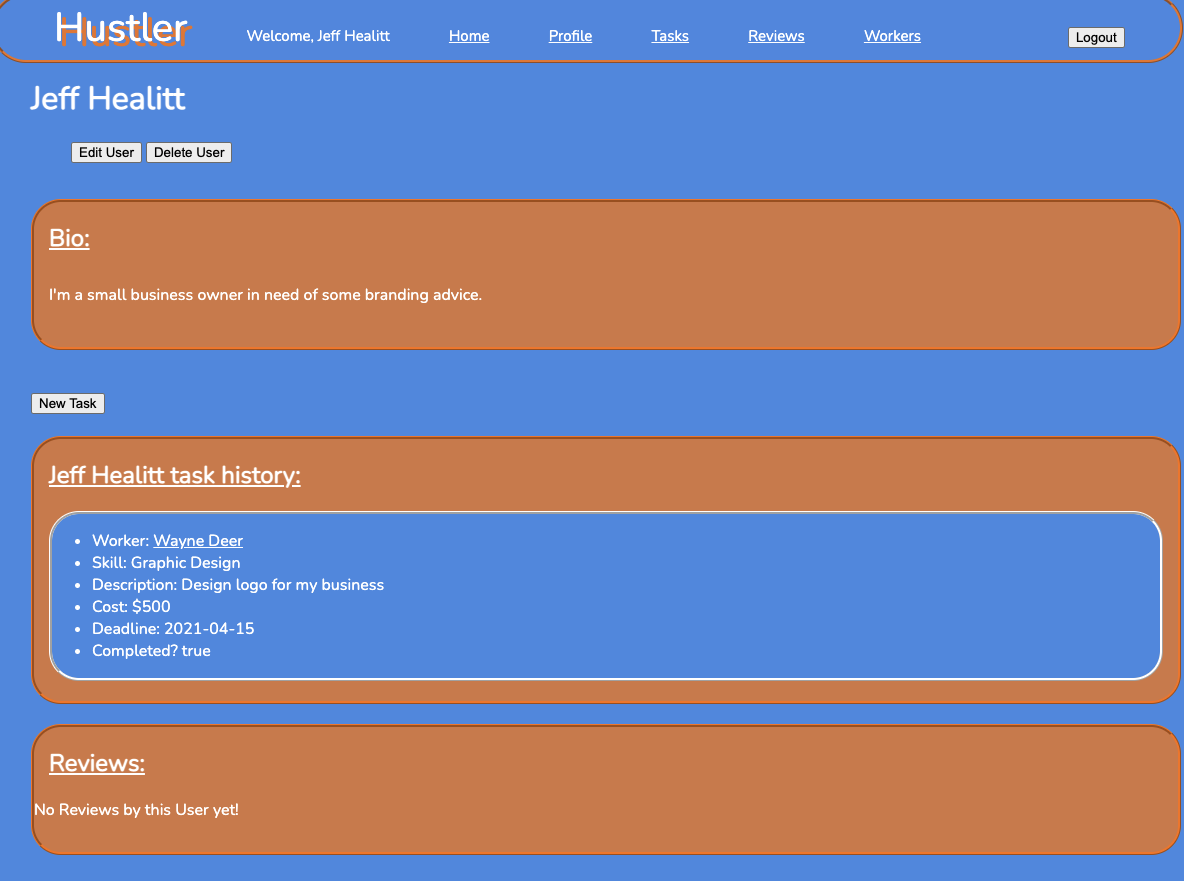 Hustler
Welcome, Jeff Healitt
Home
Profile
Tasks
Reviews
Workers
Logout
Jeff Healitt
Edit User
Delete User
Bio:
I'm a small business owner in need of some branding advice.
New Task
Jeff Healitt task history:
Worker: Wayne Deer
Skill: Graphic Design
Description: Design logo for my business
Cost: $500
Deadline: 2021-04-15
Completed? true
Reviews:
No Reviews by this User yet!